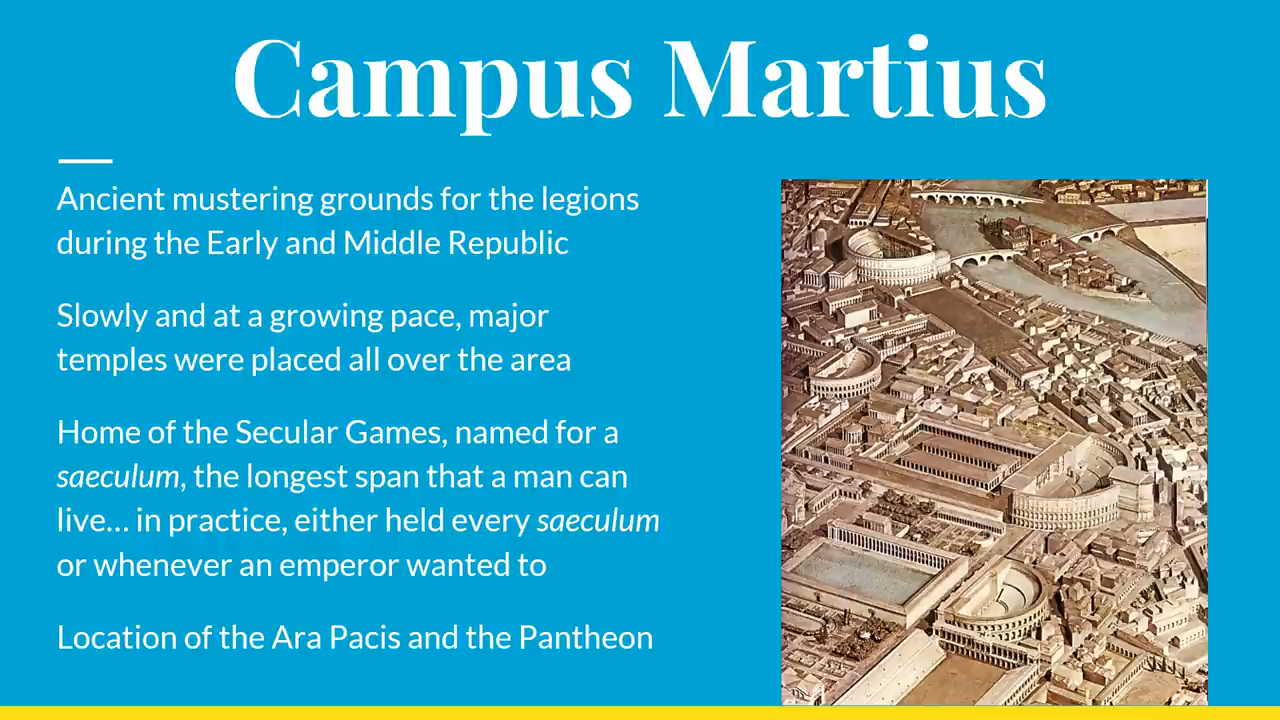 Campus Martius
Ancient mustering grounds for the legions
during the Early and Middle Republic
Slowly and at a growing pace, major
temples were placed all over the area
Home of the Secular Games, named for a
saeculum, the longest span that a man can
live... in practice, either held every saeculum
or whenever an emperor wanted to
Location of the Ara Pacis and the Pantheon